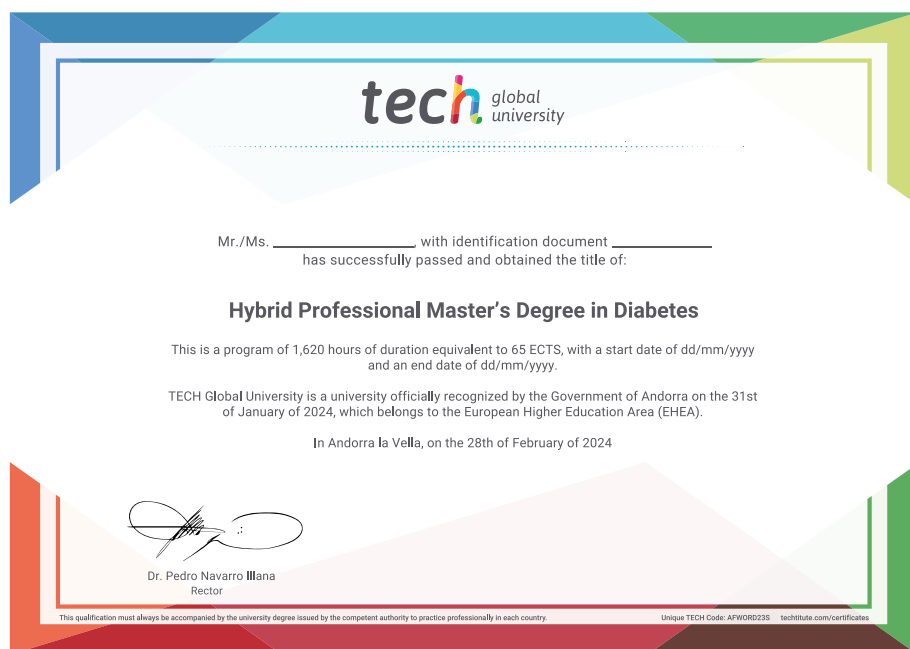 tech global
university
Mr./Ms. ____________, with identification document ____________
has successfully passed and obtained the title of:
Hybrid Professional Master's Degree in Diabetes
This is a program of 1,620 hours of duration equivalent to 65 ECTS, with a start date of dd/mm/yyyy
and an end date of dd/mm/yyyy.
TECH Global University is a university officially recognized by the Government of Andorra on the 31st
of January of 2024, which belongs to the European Higher Education Area (EHEA).
In Andorra la Vella, on the 28th of February of 2024
Dr. Pedro Navarro Illana
Rector
This qualification must always be accompanied by the university degree issued by the competent authority to practice professionally in each country. Unique TECH Code: AFWORD23S techtitute.com/certificates